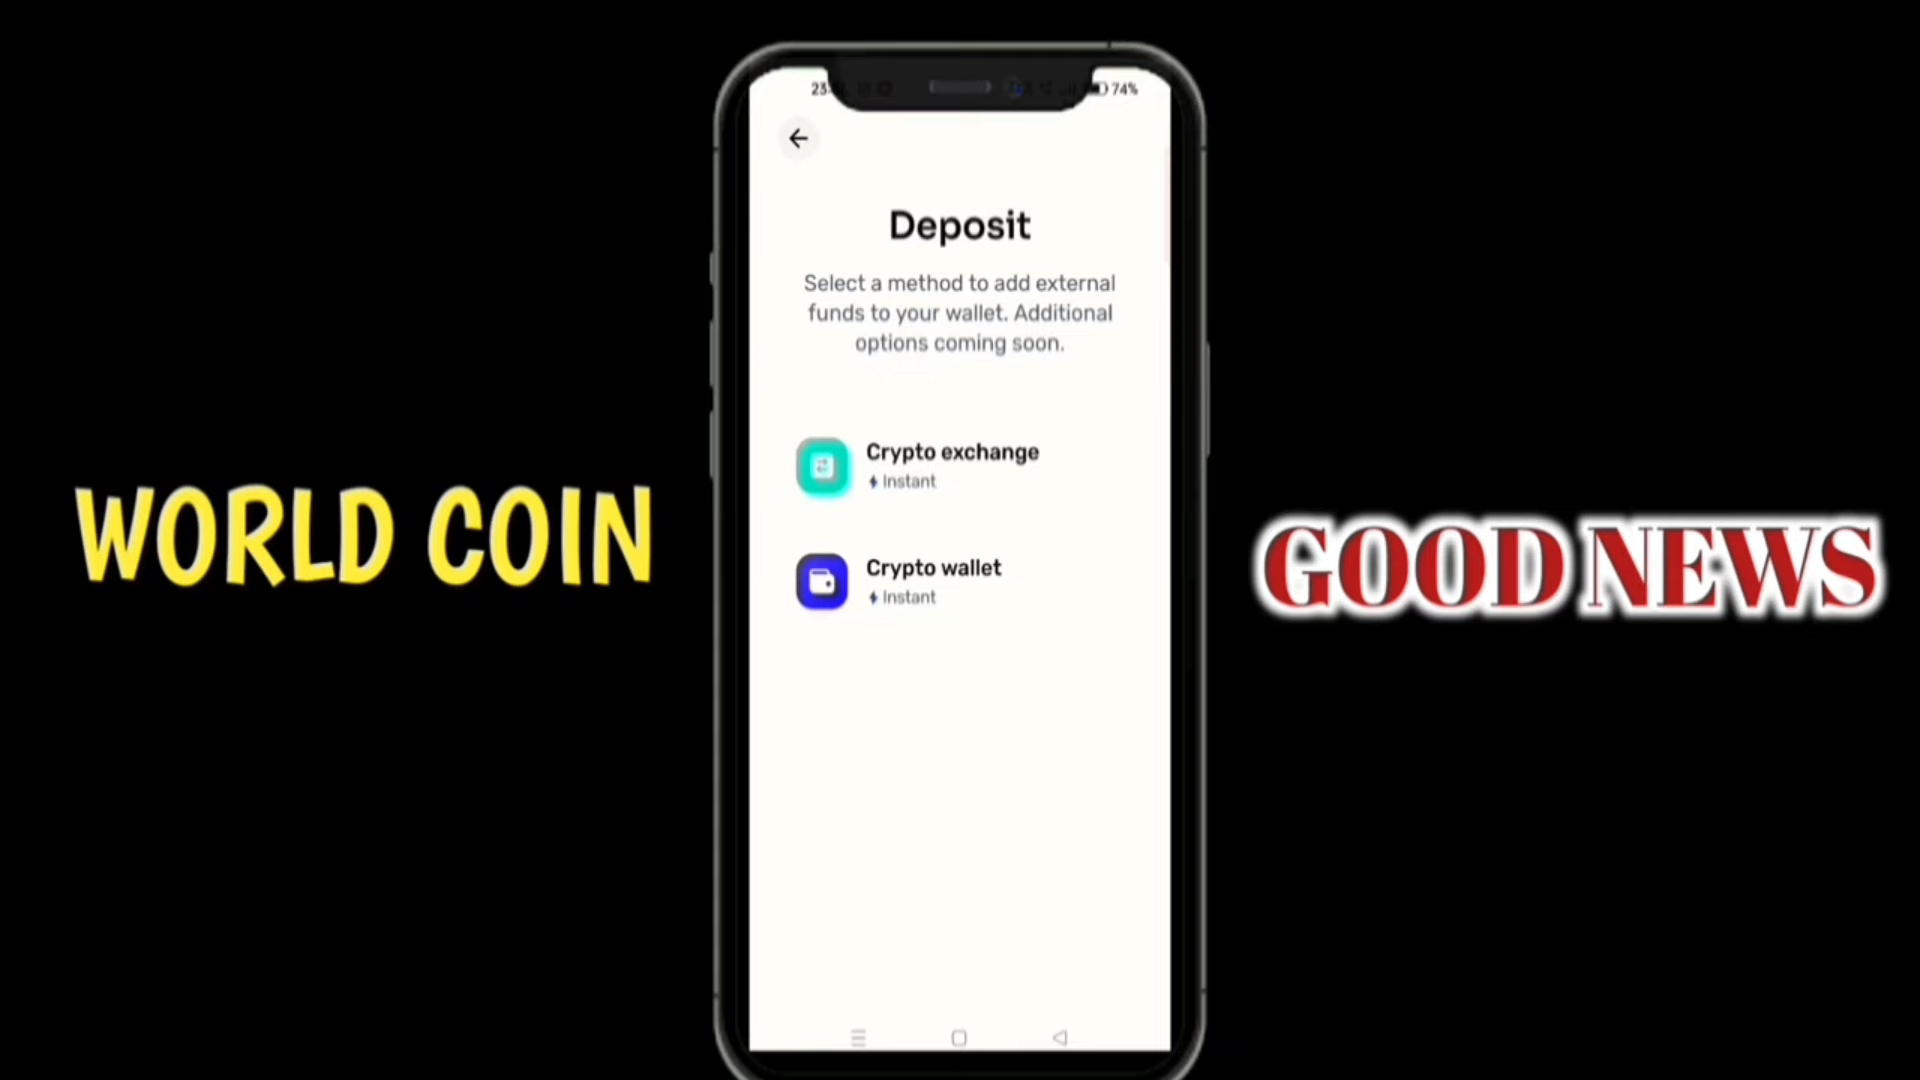 74%
Deposit
Select a method to add external
funds to your wallet. Additional
options coming soon.
Crypto exchange
Instant
Crypto wallet
Instant
WORLD COIN
GOOD NEWS